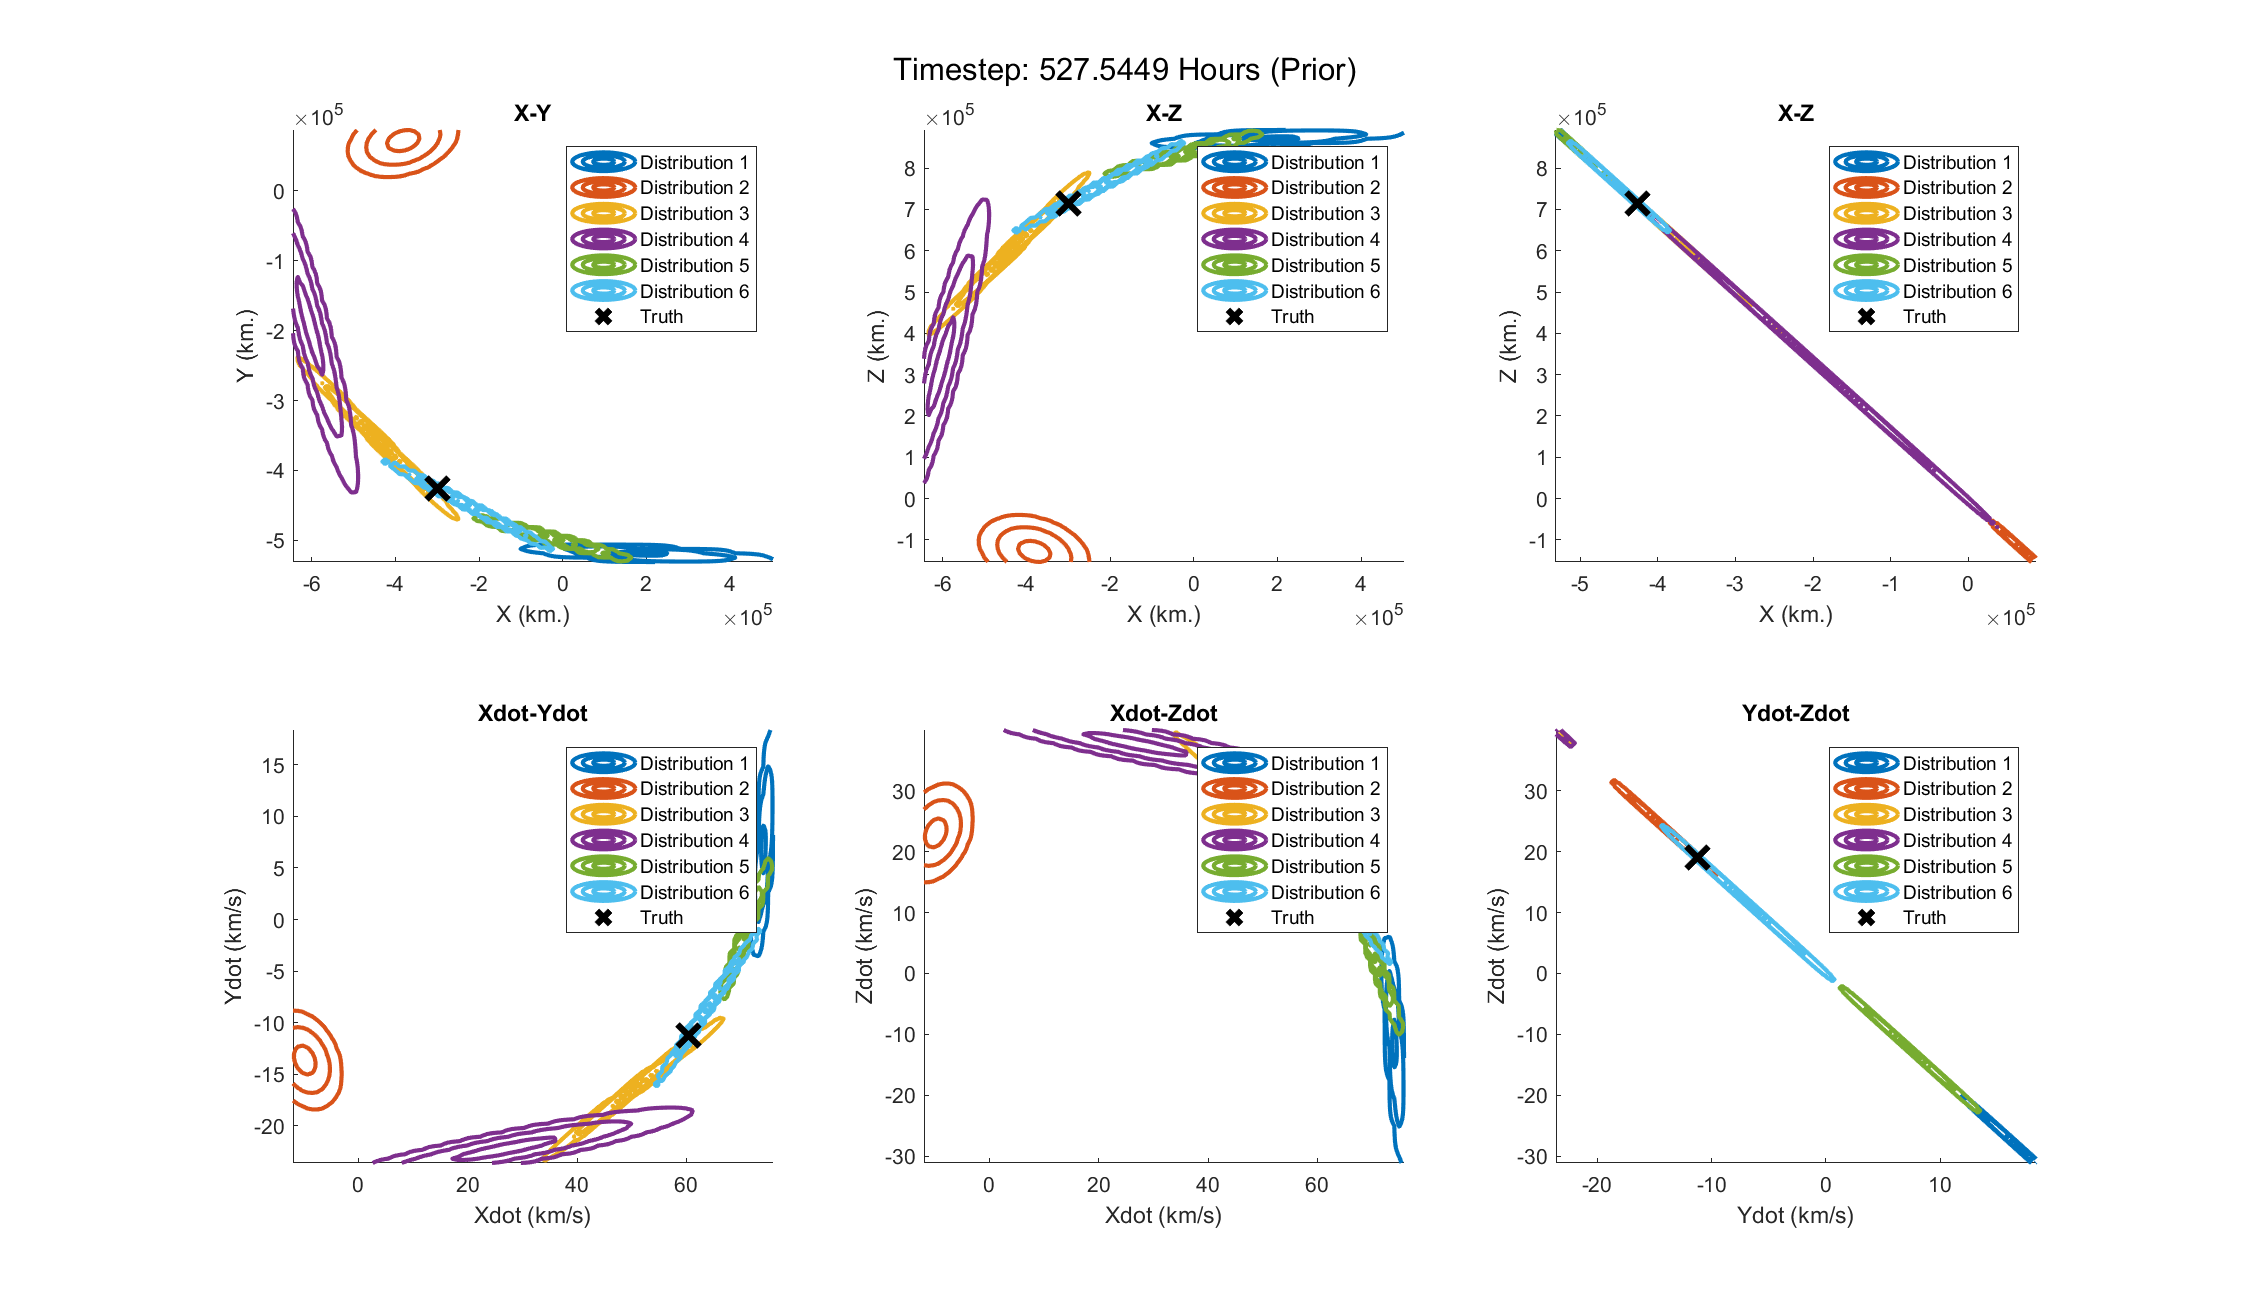 Timestep: 527.5449 Hours (Prior)
X-Y
×10^5
0
-1
-2
-3
-4
-5
Y (km.)
-6 -4 -2 0 2 4
X (km.)
×10^5
Distribution 1
Distribution 2
Distribution 3
Distribution 4
Distribution 5
Distribution 6
Truth
X-Z
×10^5
8
7
6
5
4
3
2
1
0
-1
Z (km.)
-6 -4 -2 0 2 4
X (km.)
×10^5
Distribution 1
Distribution 2
Distribution 3
Distribution 4
Distribution 5
Distribution 6
Truth
X-Z
×10^5
8
7
6
5
4
3
2
1
0
-1
Z (km.)
-5 -4 -3 -2 -1 0
X (km.)
×10^5
Distribution 1
Distribution 2
Distribution 3
Distribution 4
Distribution 5
Distribution 6
Truth
Xdot-Ydot
15
10
5
0
-5
-10
-15
-20
Ydot (km/s)
0 20 40 60
Xdot (km/s)
Distribution 1
Distribution 2
Distribution 3
Distribution 4
Distribution 5
Distribution 6
Truth
Xdot-Zdot
30
20
10
0
-10
-20
-30
Zdot (km/s)
0 20 40 60
Xdot (km/s)
Distribution 1
Distribution 2
Distribution 3
Distribution 4
Distribution 5
Distribution 6
Truth
Ydot-Zdot
30
20
10
0
-10
-20
-30
Zdot (km/s)
-20 -10 0 10
Ydot (km/s)
Distribution 1
Distribution 2
Distribution 3
Distribution 4
Distribution 5
Distribution 6
Truth